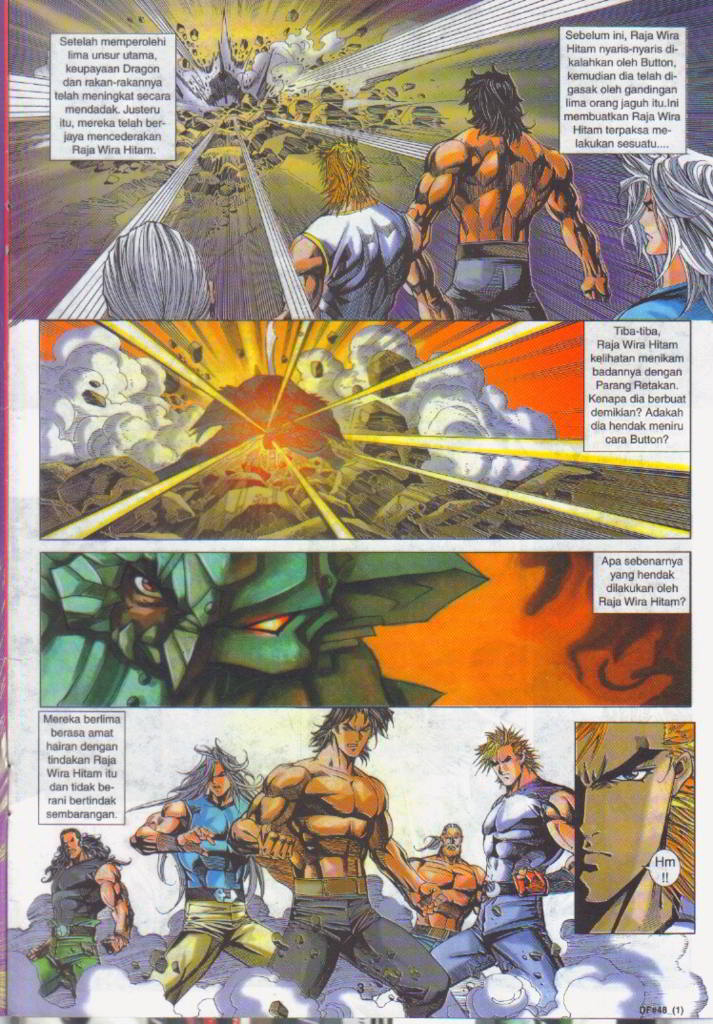 Setelah memperolehi
lima unsur utama,
keupayaan Dragon
dan rakan-rakannya
telah meningkat secara
mendadak. Justeru
itu, mereka telah ber-
jaya mencederakan
Raja Wira Hitam.
Sebelum ini, Raja Wira
Hitam nyaris-nyaris di-
kalahkan oleh Button,
kemudian dia telah di-
gasak oleh gandingan
lima orang jaguh itu.Ini
membuatkan Raja Wira
Hitam terpaksa me-
lakukan sesuatu....
Tiba-tiba,
Raja Wira Hitam
kelihatan menikam
badannya dengan
Parang Retakan.
Kenapa dia berbuat
demikian? Adakah
dia hendak meniru
cara Button?
Apa sebenarnya
yang hendak
dilakukan oleh
Raja Wira Hitam?
Mereka berlima
berasa amat
hairan dengan
tindakan Raja
Wira Hitam itu
dan tidak be-
rani bertindak
sembarangan.
Hm
!!
3
DF#48_(1)